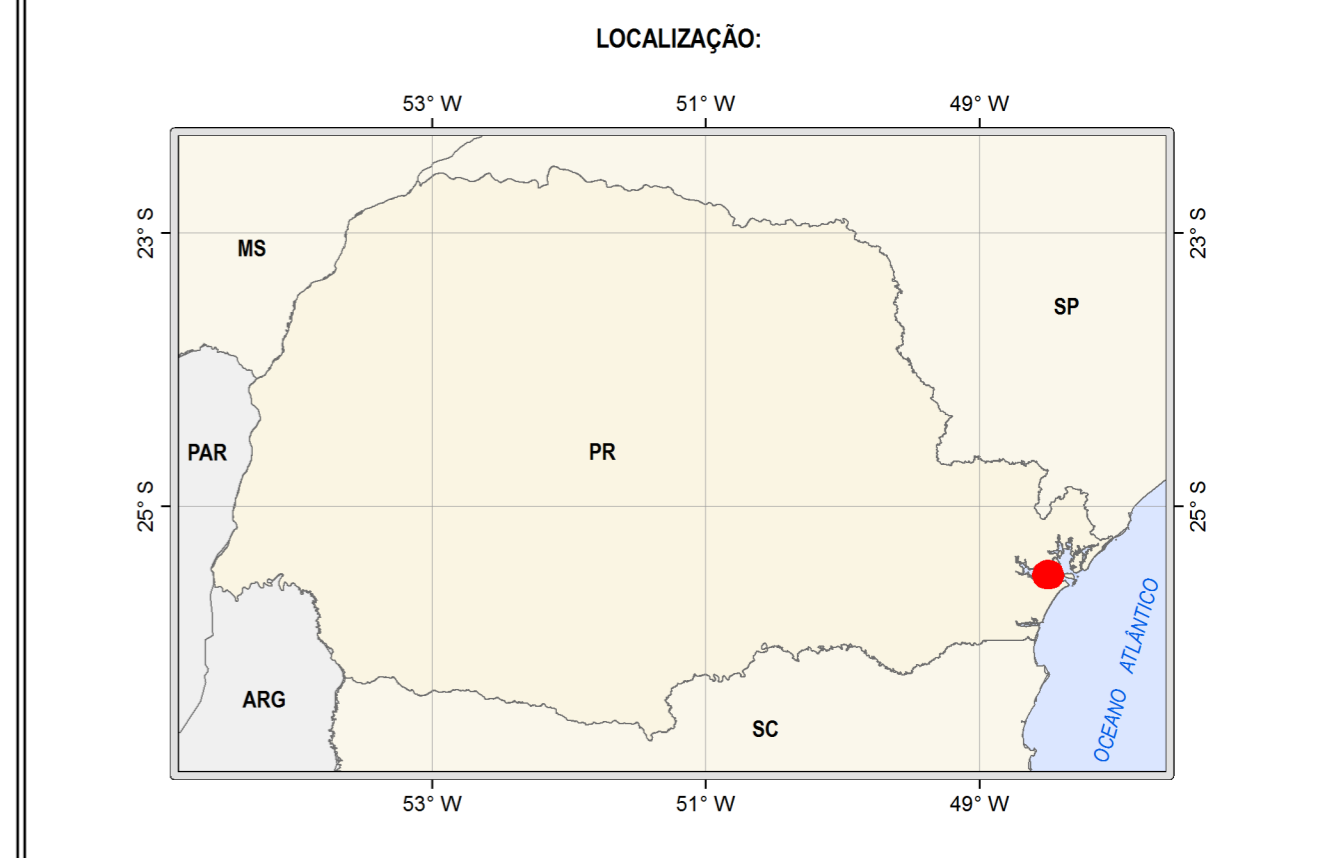 LOCALIZAÇÃO:
53° W 51° W 49° W
23° S 23° S
MS
SP
PAR PR
25° S 25° S
OCEANO ATLÂNTICO
ARG
SC
53° W 51° W 49° W